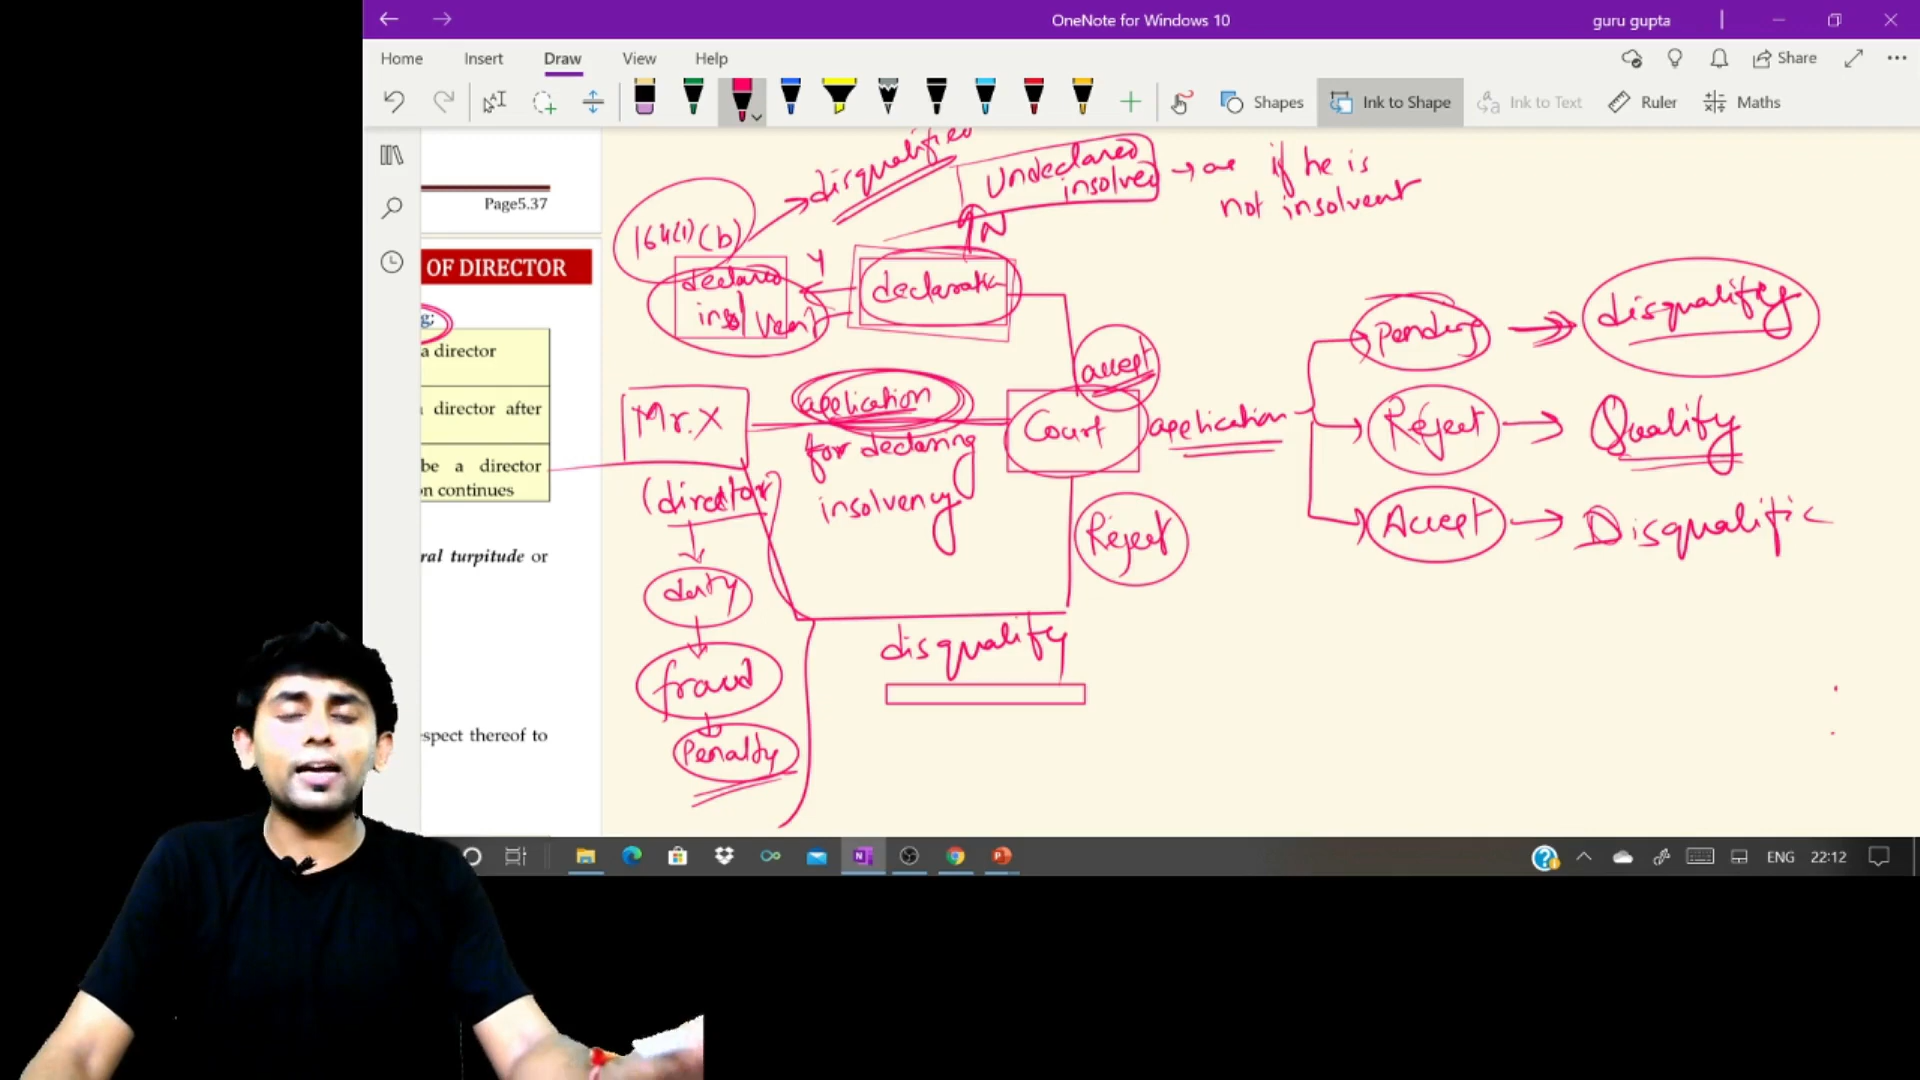 OneNote for Windows 10
guru gupta
Home Insert Draw View Help
Share
Shapes
Ink to Shape
Ink to Text
Ruler
Maths
Page5.37
OF DIRECTOR
g:
a director
director after
be a director
on continues
ral turpitude or
spect thereof to
164(1)(b)
disqualified
Undeclared
insolved
if he is
not insolvent
N
Y
declared
insolvent
declaration
accept
Mr.X
application
for declaring
insolvency
Court
application
Pending
disqualify
Reject
Qualify
Accept
Disqualific
(director)
duty
fraud
Penalty
Reject
disqualify
ENG
22:12